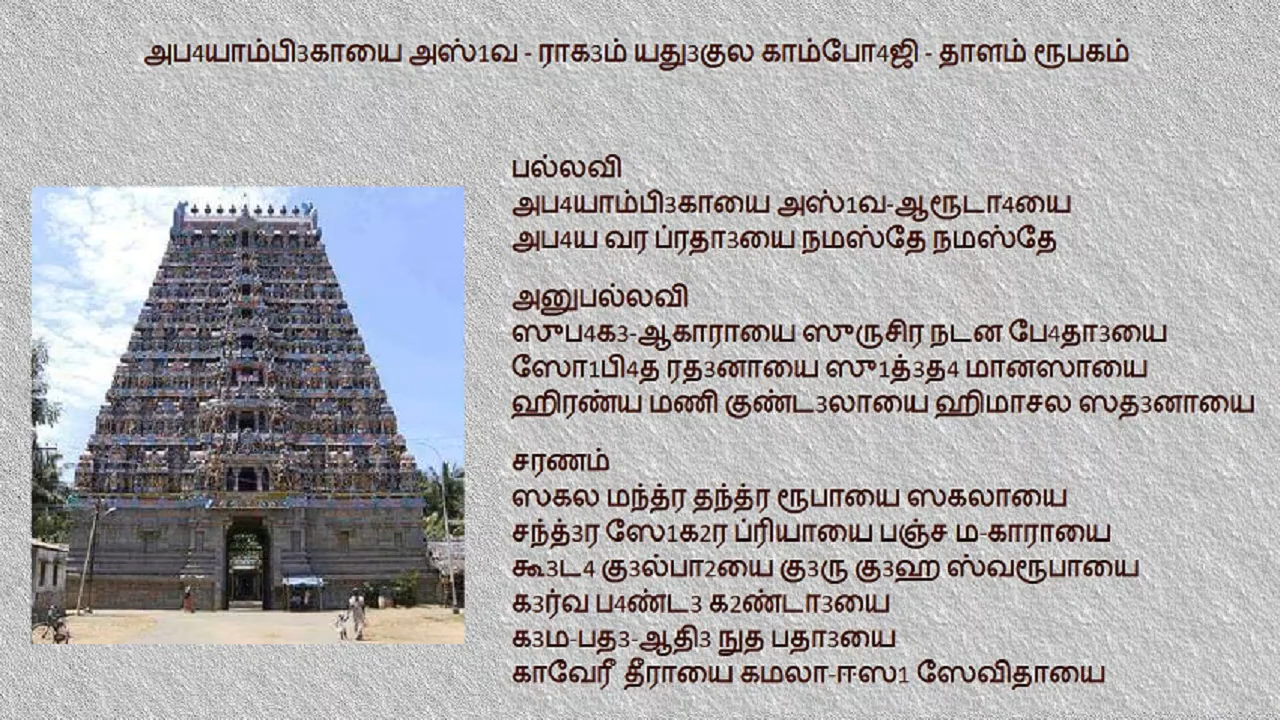 அப4யாம்பி3காயை அஸ்1வ - ராக3ம் யது3குல காம்போ4ஜி - தாளம் ரூபகம்
பல்லவி
அப4யாம்பி3காயை அஸ்1வ-ஆரூடா4யை
அப4ய வர ப்ரதா3யை நமஸ்தே நமஸ்தே
அனுபல்லவி
ஸுப4க3-ஆகாராயை ஸுருசிர நடன பே4தா3யை
ஸோ1பி4த ரத3னாயை ஸு1த்3த4 மானஸாயை
ஹிரண்ய மணி குண்ட3லாயை ஹிமாசல ஸத3னாயை
சரணம்
ஸகல மந்த்ர தந்த்ர ரூபாயை ஸகலாயை
சந்த்3ர ஸே1க2ர ப்ரியாயை பஞ்ச ம-காராயை
கூ3ட4 கு3ல்பா2யை கு3ரு கு3ஹ ஸ்வரூபாயை
க3ர்வ ப4ண்ட3 க2ண்டா3யை
க3ம-பத3-ஆதி3 நுத பதா3யை
காவேரீ தீராயை கமலா-ஈஸ1 ஸேவிதாயை